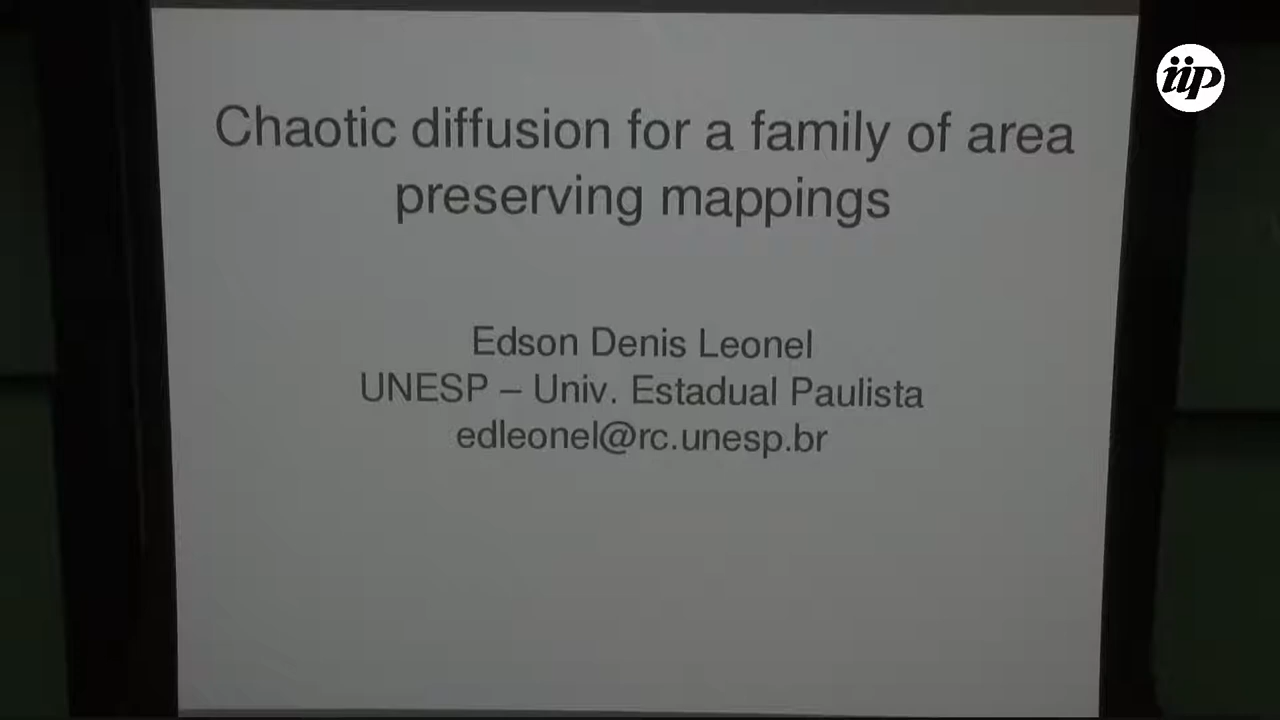 iip
Chaotic diffusion for a family of area
preserving mappings
Edson Denis Leonel
UNESP – Univ. Estadual Paulista
edleonel@rc.unesp.br